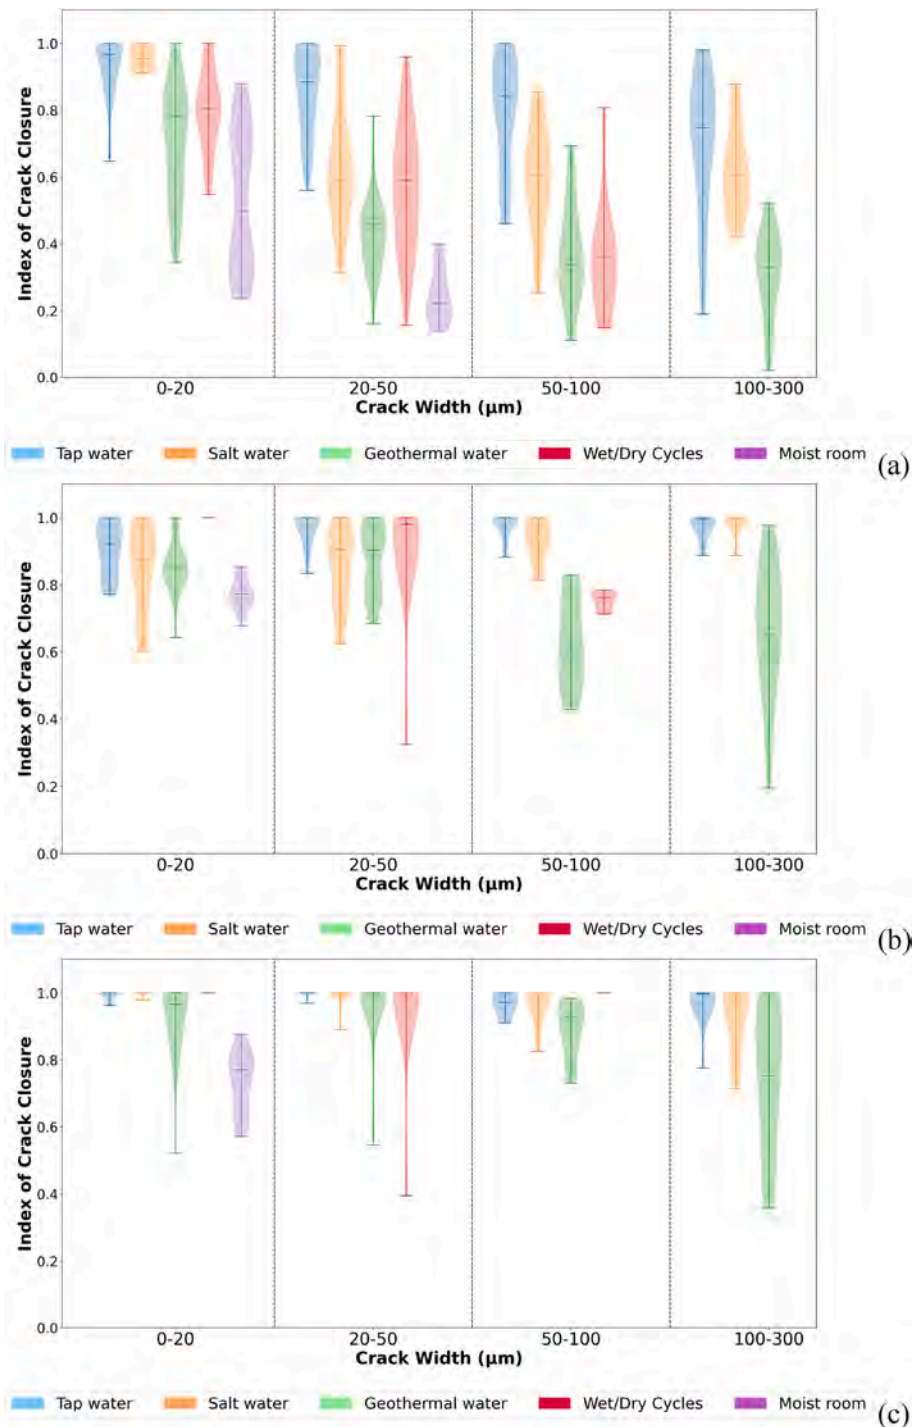 1.0
0.8
0.6
0.4
0.2
0.0
Index of Crack Closure
0-20 20-50 50-100 100-300
Crack Width (μm)
Tap water Salt water Geothermal water Wet/Dry Cycles Moist room (a)
1.0
0.8
0.6
0.4
0.2
0.0
Index of Crack Closure
0-20 20-50 50-100 100-300
Crack Width (μm)
Tap water Salt water Geothermal water Wet/Dry Cycles Moist room (b)
1.0
0.8
0.6
0.4
0.2
0.0
Index of Crack Closure
0-20 20-50 50-100 100-300
Crack Width (μm)
Tap water Salt water Geothermal water Wet/Dry Cycles Moist room (c)